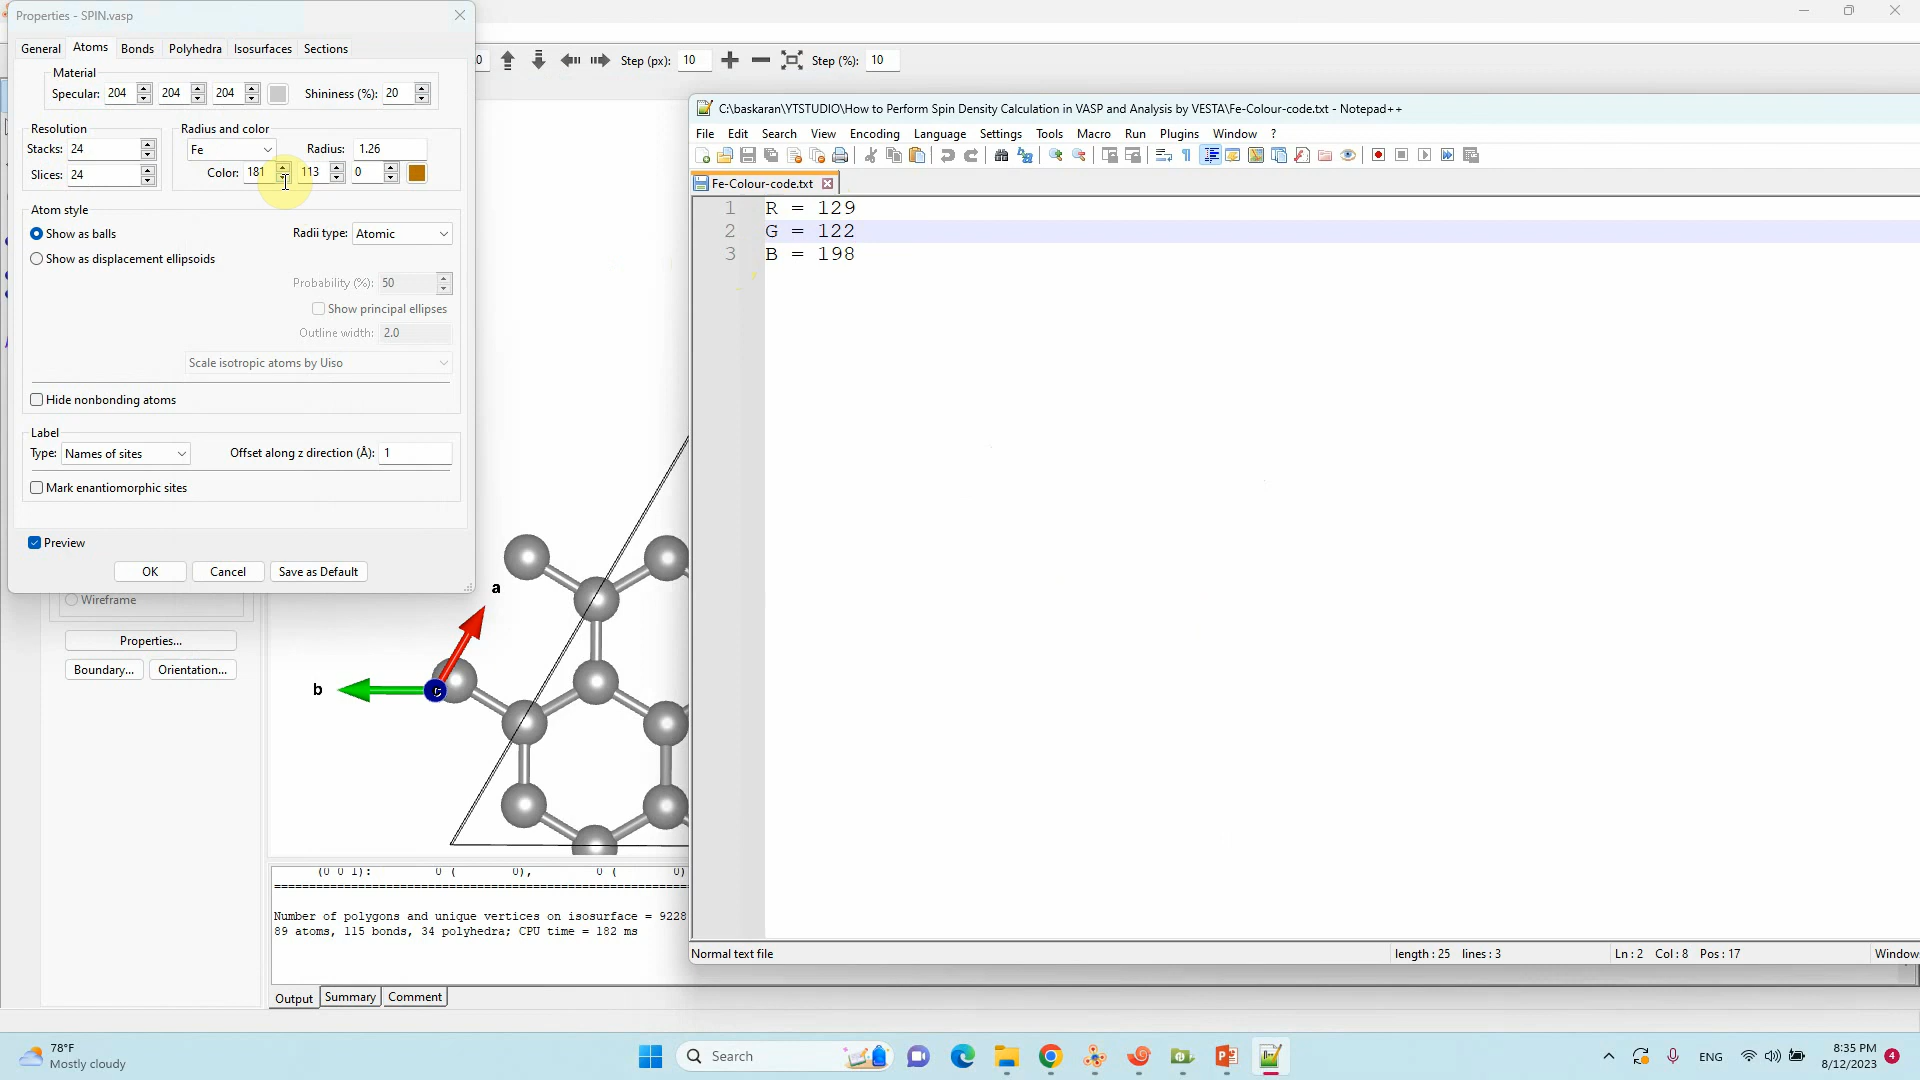 Properties - SPIN.vasp
General Atoms Bonds Polyhedra Isosurfaces Sections
Material
Specular: 204 204 204 Shininess (%): 20
Resolution
Stacks: 24
Slices: 24
Radius and color
Fe Radius: 1.26
Color: 181 113 0
Atom style
Show as balls Radii type: Atomic
Show as displacement ellipsoids
Probability (%): 50
Show principal ellipses
Outline width: 2.0
Scale isotropic atoms by Uiso
Hide nonbonding atoms
Label
Type: Names of sites Offset along z direction (Å): 1
Mark enantiomorphic sites
Preview
OK Cancel Save as Default
Wireframe
Properties...
Boundary... Orientation...
Step (px): 10 Step (%): 10
C:\baskaran\YTSTUDIO\How to Perform Spin Density Calculation in VASP and Analysis by VESTA\Fe-Colour-code.txt - Notepad++
File Edit Search View Encoding Language Settings Tools Macro Run Plugins Window ?
Fe-Colour-code.txt
1 R = 129
2 G = 122
3 B = 198
a
b
c
(0 0 1): 0 ( 0), 0 ( 0)
Number of polygons and unique vertices on isosurface = 9228
89 atoms, 115 bonds, 34 polyhedra; CPU time = 182 ms
Output Summary Comment
Normal text file length : 25 lines : 3 Ln : 2 Col : 8 Pos : 17 Window
78°F
Mostly cloudy
Search
ENG
8:35 PM
8/12/2023
4